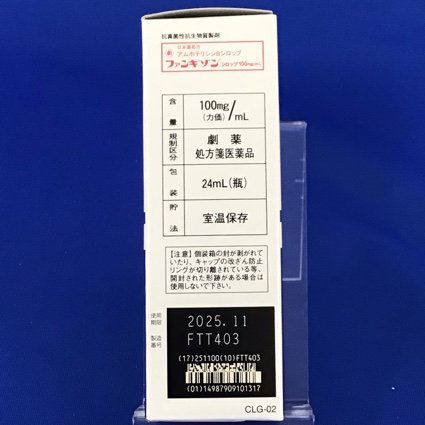 抗真菌性抗生物質製剤
劇 日本薬局方
アムホテリシンBシロップ
ファンギゾンシロップ100mg/mL
含量 100mg(力価)/mL
規制区分 劇薬 処方箋医薬品
包装 24mL(瓶)
貯法 室温保存
【注意】個装箱の封が剥がれて
いたり、キャップの改ざん防止
リングが切り離されている等、
開封された形跡がある場合は
使用しないで下さい。
使用期限 2025.11
製造番号 FTT403
(17)251100(10)FTT403
(01)14987909101317
CLG-02